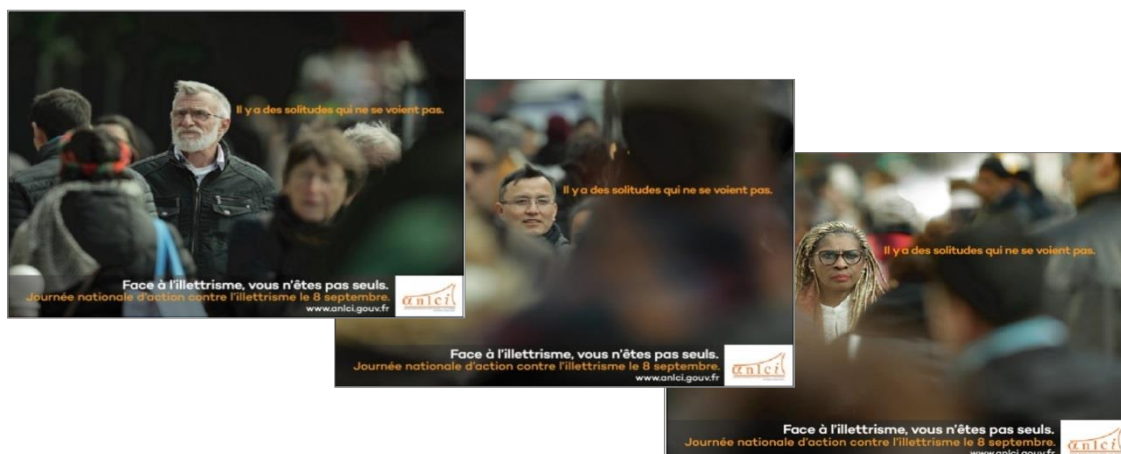 Il y a des solitudes qui ne se voient pas.
Face à l'illettrisme, vous n'êtes pas seuls.
Journée nationale d'action contre l'illettrisme le 8 septembre.
www.anlci.gouv.fr
anlci
Il y a des solitudes qui ne se voient pas.
Face à l'illettrisme, vous n'êtes pas seuls.
Journée nationale d'action contre l'illettrisme le 8 septembre.
www.anlci.gouv.fr
anlci
Il y a des solitudes qui ne se voient pas.
Face à l'illettrisme, vous n'êtes pas seuls.
Journée nationale d'action contre l'illettrisme le 8 septembre.
www.anlci.gouv.fr
anlci